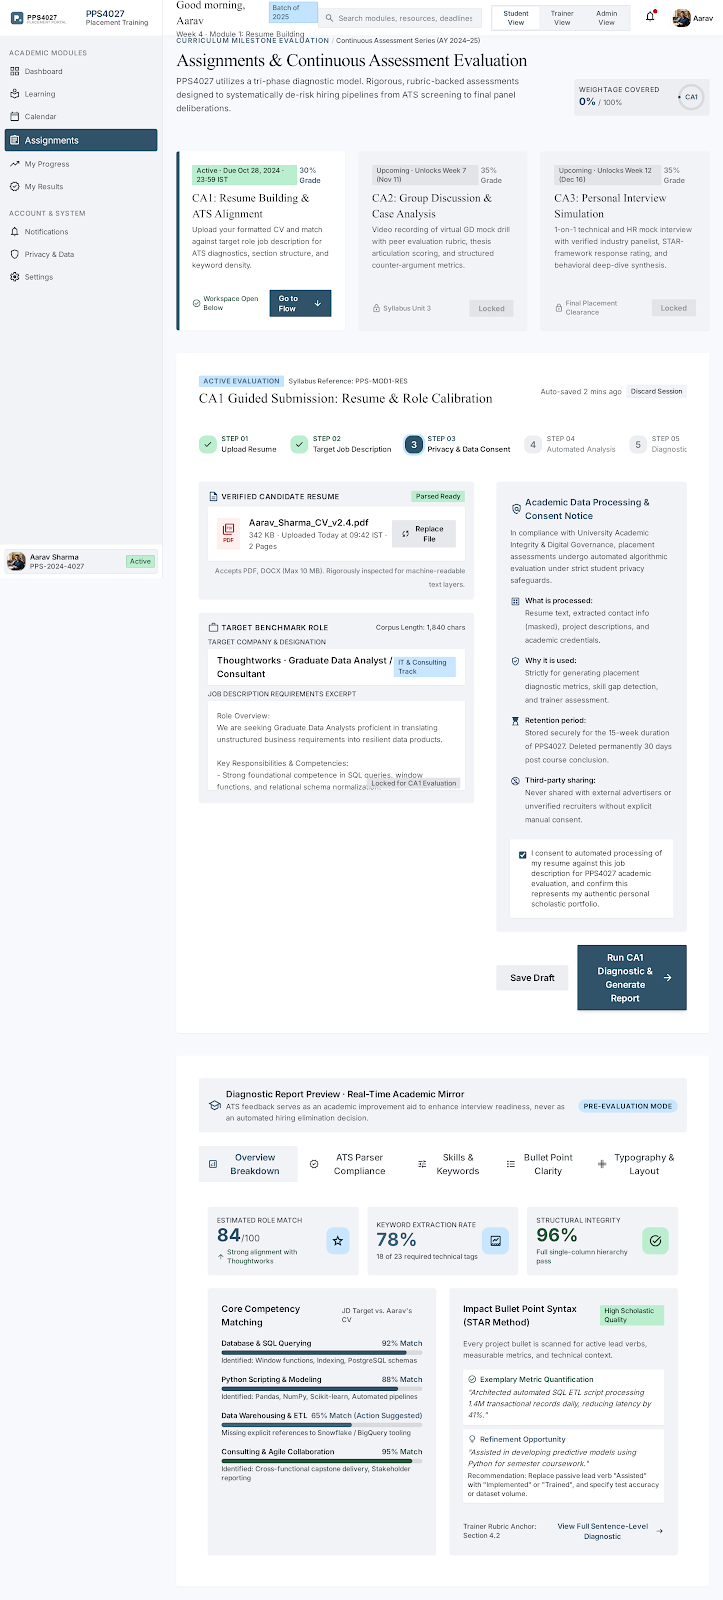 PPS4027
PLACEMENT PORTAL
PPS4027
Placement Training
Good morning,
Aarav
Batch of
2025
Week 4 · Module 1: Resume Building
Search modules, resources, deadlines
Student
View
Trainer
View
Admin
View
Aarav
ACADEMIC MODULES
Dashboard
Learning
Calendar
Assignments
My Progress
My Results
ACCOUNT & SYSTEM
Notifications
Privacy & Data
Settings
Aarav Sharma
PPS-2024-4027
Active
CURRICULUM MILESTONE EVALUATION / Continuous Assessment Series (AY 2024–25)
Assignments & Continuous Assessment Evaluation
PPS4027 utilizes a tri-phase diagnostic model. Rigorous, rubric-backed assessments
designed to systematically de-risk hiring pipelines from ATS screening to final panel
deliberations.
WEIGHTAGE COVERED
0% / 100%
CA1
Active · Due Oct 28, 2024 ·
23:59 IST
30%
Grade
CA1: Resume Building &
ATS Alignment
Upload your formatted CV and match
against target role job description for
ATS diagnostics, section structure, and
keyword density.
Workspace Open
Below
Go to
Flow
Upcoming · Unlocks Week 7
(Nov 11)
35%
Grade
CA2: Group Discussion &
Case Analysis
Video recording of virtual GD mock drill
with peer evaluation rubric, thesis
articulation scoring, and structured
counter-argument metrics.
Syllabus Unit 3
Locked
Upcoming · Unlocks Week 12
(Dec 16)
35%
Grade
CA3: Personal Interview
Simulation
1-on-1 technical and HR mock interview
with verified industry panelist, STAR-
framework response rating, and
behavioral deep-dive synthesis.
Final Placement
Clearance
Locked
ACTIVE EVALUATION
Syllabus Reference: PPS-MOD1-RES
CA1 Guided Submission: Resume & Role Calibration
Auto-saved 2 mins ago
Discard Session
STEP 01
Upload Resume
STEP 02
Target Job Description
3
STEP 03
Privacy & Data Consent
4
STEP 04
Automated Analysis
5
STEP 05
Diagnostic
VERIFIED CANDIDATE RESUME
Parsed Ready
PDF
Aarav_Sharma_CV_v2.4.pdf
342 KB · Uploaded Today at 09:42 IST ·
2 Pages
Replace
File
Accepts PDF, DOCX (Max 10 MB). Rigorously inspected for machine-readable
text layers.
TARGET BENCHMARK ROLE
Corpus Length: 1,840 chars
TARGET COMPANY & DESIGNATION
Thoughtworks · Graduate Data Analyst /
Consultant
IT & Consulting
Track
JOB DESCRIPTION REQUIREMENTS EXCERPT
Role Overview:
We are seeking Graduate Data Analysts proficient in translating
unstructured business requirements into resilient data products.
Key Responsibilities & Competencies:
- Strong foundational competence in SQL queries, window
functions, and relational schema normalization.
Locked for CA1 Evaluation
Academic Data Processing &
Consent Notice
In compliance with University Academic
Integrity & Digital Governance, placement
assessments undergo automated algorithmic
evaluation under strict student privacy
safeguards.
What is processed:
Resume text, extracted contact info
(masked), project descriptions, and
academic credentials.
Why it is used:
Strictly for generating placement
diagnostic metrics, skill gap detection,
and trainer assessment.
Retention period:
Stored securely for the 15-week duration
of PPS4027. Deleted permanently 30 days
post course conclusion.
Third-party sharing:
Never shared with external advertisers or
unverified recruiters without explicit
manual consent.
I consent to automated processing of
my resume against this job
description for PPS4027 academic
evaluation, and confirm this
represents my authentic personal
scholastic portfolio.
Save Draft
Run CA1
Diagnostic &
Generate
Report
Diagnostic Report Preview · Real-Time Academic Mirror
ATS feedback serves as an academic improvement aid to enhance interview readiness, never as
an automated hiring elimination decision.
PRE-EVALUATION MODE
Overview
Breakdown
ATS Parser
Compliance
Skills &
Keywords
Bullet Point
Clarity
Typography &
Layout
ESTIMATED ROLE MATCH
84/100
Strong alignment with
Thoughtworks
KEYWORD EXTRACTION RATE
78%
18 of 23 required technical tags
STRUCTURAL INTEGRITY
96%
Full single-column hierarchy
pass
Core Competency
Matching
JD Target vs. Aarav's
CV
Database & SQL Querying
92% Match
Identified: Window functions, Indexing, PostgreSQL schemas
Python Scripting & Modeling
88% Match
Identified: Pandas, NumPy, Scikit-learn, Automated pipelines
Data Warehousing & ETL
65% Match (Action Suggested)
Missing explicit references to Snowflake / BigQuery tooling
Consulting & Agile Collaboration
95% Match
Identified: Cross-functional capstone delivery, Stakeholder
reporting
Impact Bullet Point Syntax
(STAR Method)
High Scholastic
Quality
Every project bullet is scanned for active lead verbs,
measurable metrics, and technical context.
Exemplary Metric Quantification
"Architected automated SQL ETL script processing
1.4M transactional records daily, reducing latency by
41%."
Refinement Opportunity
"Assisted in developing predictive models using
Python for semester coursework."
Recommendation: Replace passive lead verb "Assisted"
with "Implemented" or "Trained", and specify test accuracy
or dataset volume.
Trainer Rubric Anchor:
Section 4.2
View Full Sentence-Level
Diagnostic